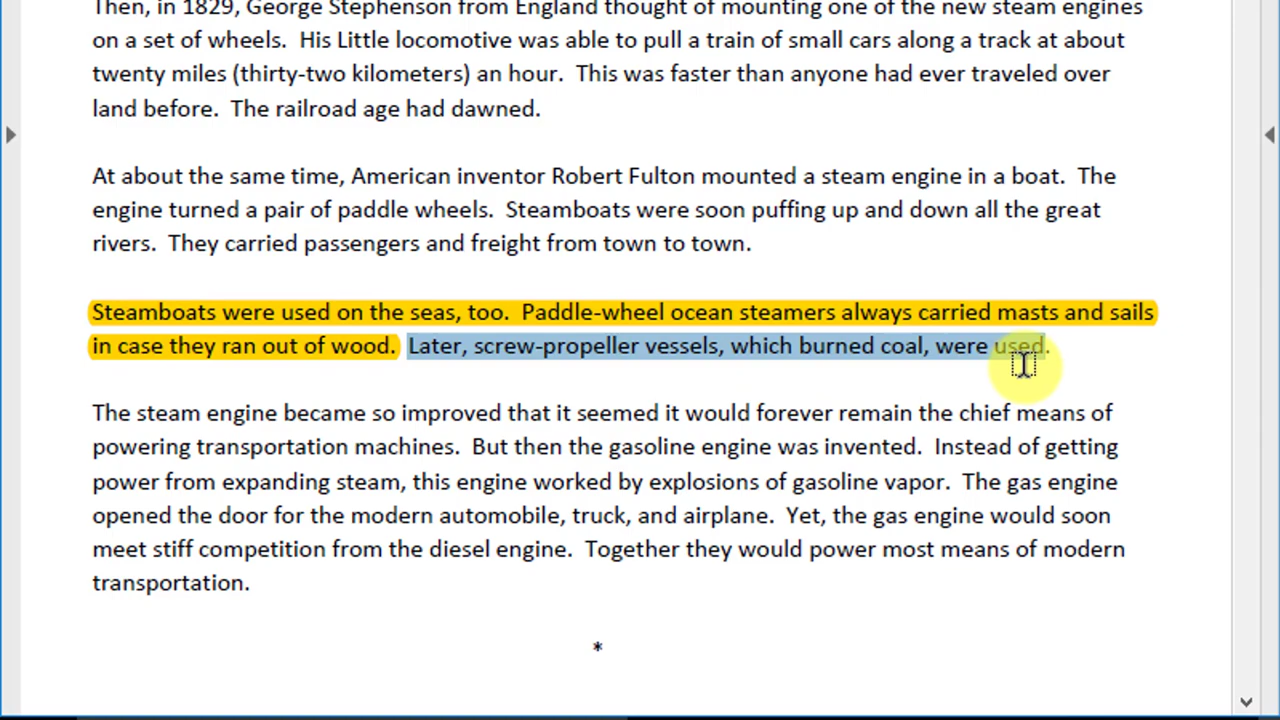 Then, in 1829, George Stephenson from England thought of mounting one of the new steam engines
on a set of wheels.  His Little locomotive was able to pull a train of small cars along a track at about
twenty miles (thirty-two kilometers) an hour.  This was faster than anyone had ever traveled over
land before.  The railroad age had dawned.
At about the same time, American inventor Robert Fulton mounted a steam engine in a boat.  The
engine turned a pair of paddle wheels.  Steamboats were soon puffing up and down all the great
rivers.  They carried passengers and freight from town to town.
Steamboats were used on the seas, too.  Paddle-wheel ocean steamers always carried masts and sails
in case they ran out of wood.  Later, screw-propeller vessels, which burned coal, were used.
The steam engine became so improved that it seemed it would forever remain the chief means of
powering transportation machines.  But then the gasoline engine was invented.  Instead of getting
power from expanding steam, this engine worked by explosions of gasoline vapor.  The gas engine
opened the door for the modern automobile, truck, and airplane.  Yet, the gas engine would soon
meet stiff competition from the diesel engine.  Together they would power most means of modern
transportation.
*